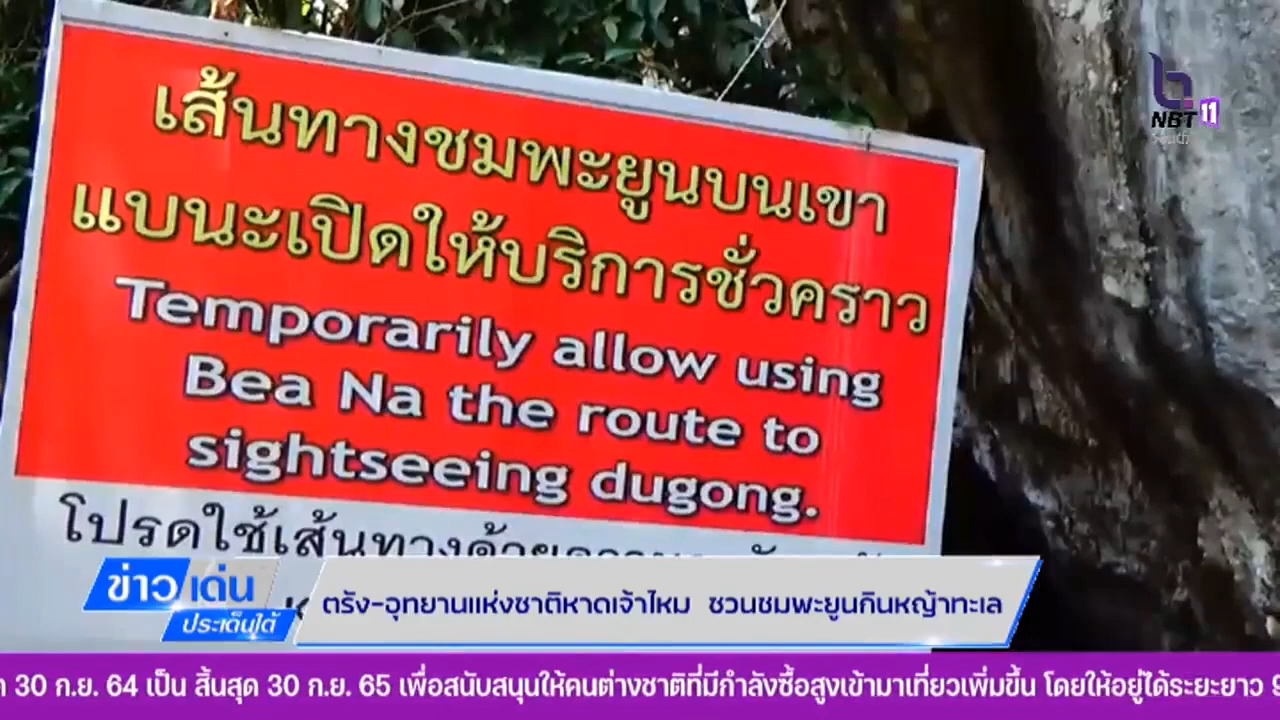 เส้นทางชมพะยูนบนเขา
แบนะเปิดให้บริการชั่วคราว
Temporarily allow using
Bea Na the route to
sightseeing dugong.
โปรดใช้เส้นทางด้วย
NBT 11
ข่าวเด่น
ประเด็นใต้
ตรัง-อุทยานแห่งชาติหาดเจ้าไหม ชวนชมพะยูนกินหญ้าทะเล
30 ก.ย. 64 เป็น สิ้นสุด 30 ก.ย. 65 เพื่อสนับสนุนให้คนต่างชาติที่มีกำลังซื้อสูงเข้ามาเที่ยวเพิ่มขึ้น โดยให้อยู่ได้ระยะยาว